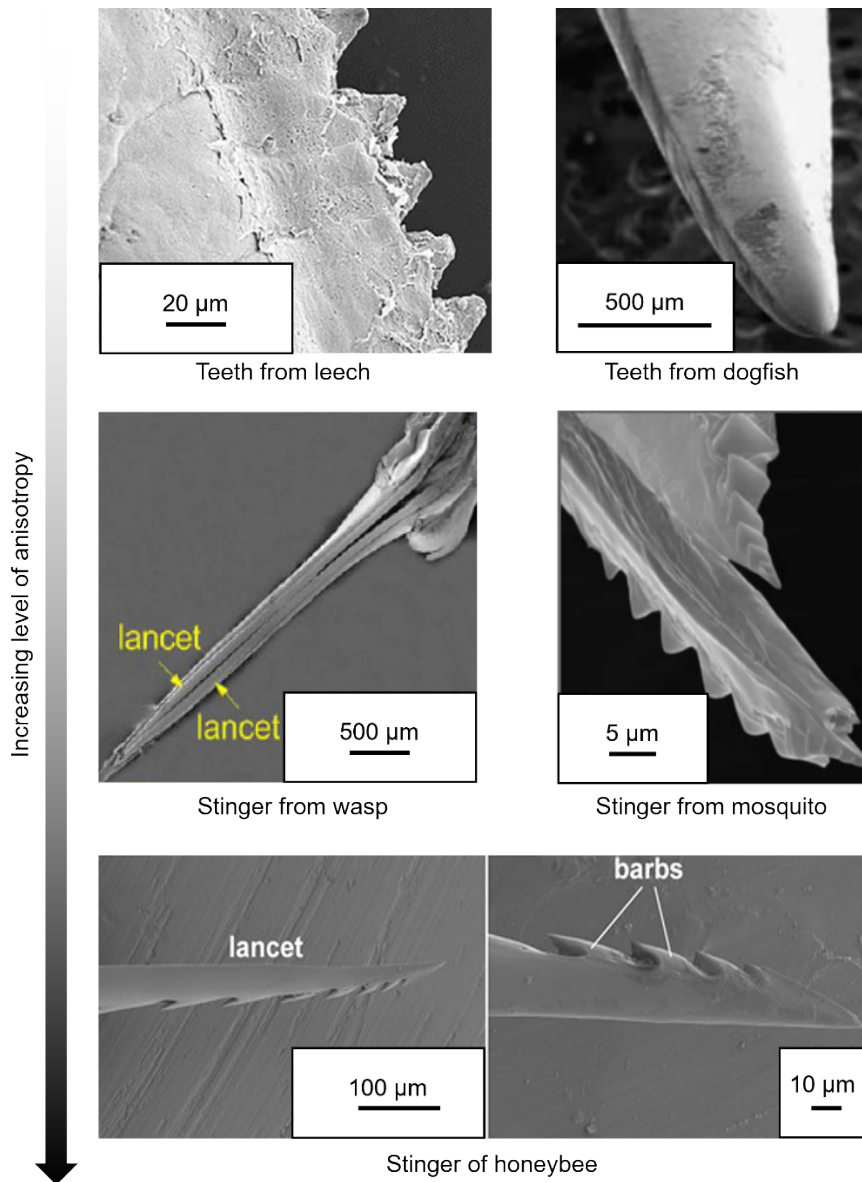 20 µm
500 µm
Teeth from leech
Teeth from dogfish
Increasing level of anisotropy
lancet
lancet
500 µm
5 µm
Stinger from wasp
Stinger from mosquito
lancet
barbs
100 µm
10 µm
Stinger of honeybee